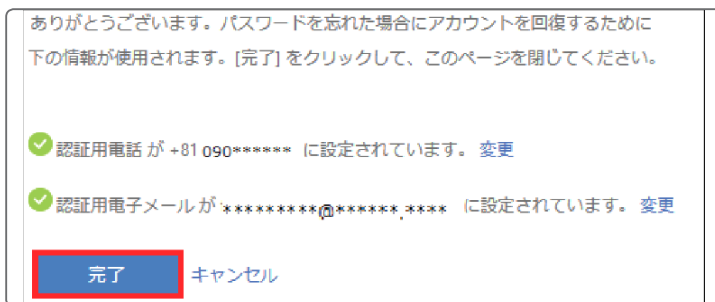 ありがとうございます。パスワードを忘れた場合にアカウントを回復するために
下の情報が使用されます。[完了] をクリックして、このページを閉じてください。
認証用電話 が +81 090****** に設定されています。 変更
認証用電子メール が *********@******.**** に設定されています。 変更
完了 キャンセル